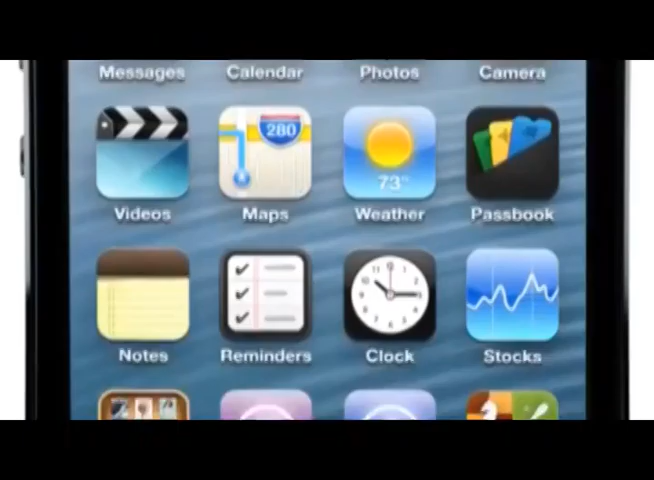 Messages Calendar Photos Camera
280
73°
Videos Maps Weather Passbook
Notes Reminders Clock Stocks